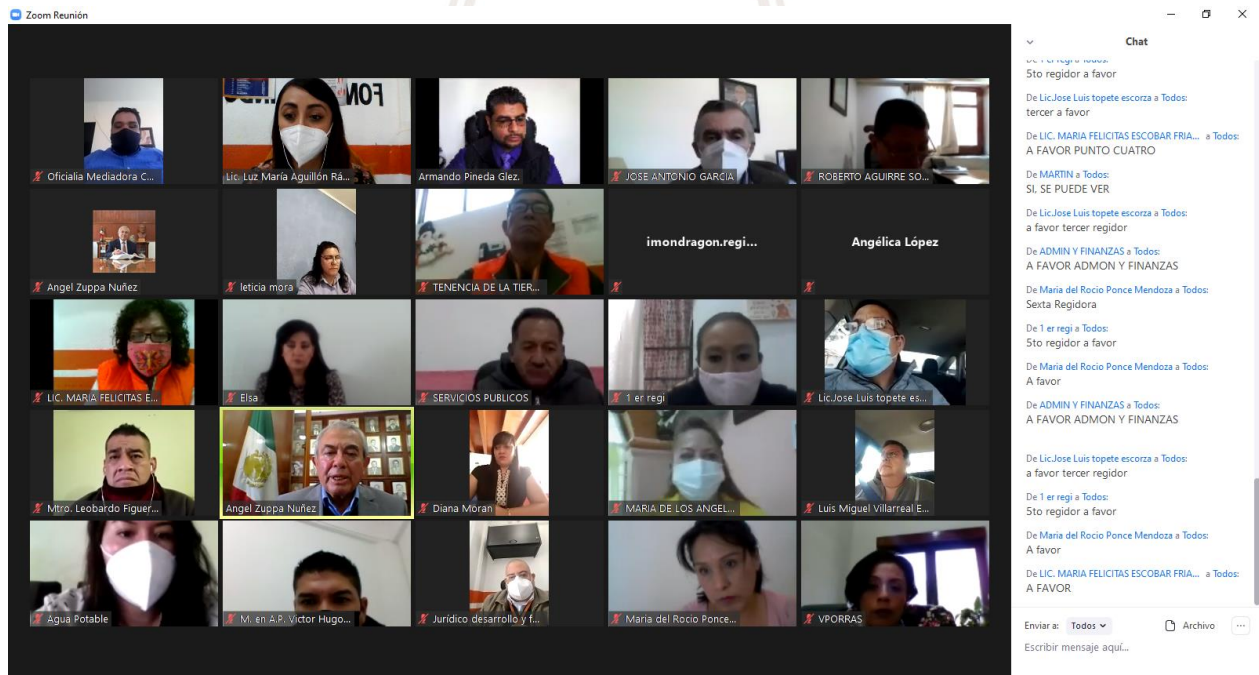 Zoom Reunión
Oficialia Mediadora C...
Lic. Luz María Aguillón Rá...
Armando Pineda Glez.
JOSE ANTONIO GARCIA
ROBERTO AGUIRRE SO...
Angel Zuppa Nuñez
leticia mora
TENENCIA DE LA TIER...
imondragon.regi...
Angélica López
LIC. MARIA FELICITAS E...
Elsa
SERVICIOS PUBLICOS
1 er regi
Lic.Jose Luis topete es...
Mtro. Leobardo Figuer...
Angel Zuppa Nuñez
Diana Moran
MARIA DE LOS ANGEL...
Luis Miguel Villarreal E...
Agua Potable
M. en A.P. Victor Hugo...
Jurídico desarrollo y f...
Maria del Rocio Ponce...
VPORRAS
Chat
5to regidor a favor
De Lic.Jose Luis topete escorza a Todos:
tercer a favor
De LIC. MARIA FELICITAS ESCOBAR FRIA... a Todos:
A FAVOR PUNTO CUATRO
De MARTIN a Todos:
SI, SE PUEDE VER
De Lic.Jose Luis topete escorza a Todos:
a favor tercer regidor
De ADMIN Y FINANZAS a Todos:
A FAVOR ADMON Y FINANZAS
De Maria del Rocio Ponce Mendoza a Todos:
Sexta Regidora
De 1 er regi a Todos:
5to regidor a favor
De Maria del Rocio Ponce Mendoza a Todos:
A favor
De ADMIN Y FINANZAS a Todos:
A FAVOR ADMON Y FINANZAS
De Lic.Jose Luis topete escorza a Todos:
a favor tercer regidor
De 1 er regi a Todos:
5to regidor a favor
De Maria del Rocio Ponce Mendoza a Todos:
A favor
De LIC. MARIA FELICITAS ESCOBAR FRIA... a Todos:
A FAVOR
Enviar a: Todos
Archivo
Escribir mensaje aquí...